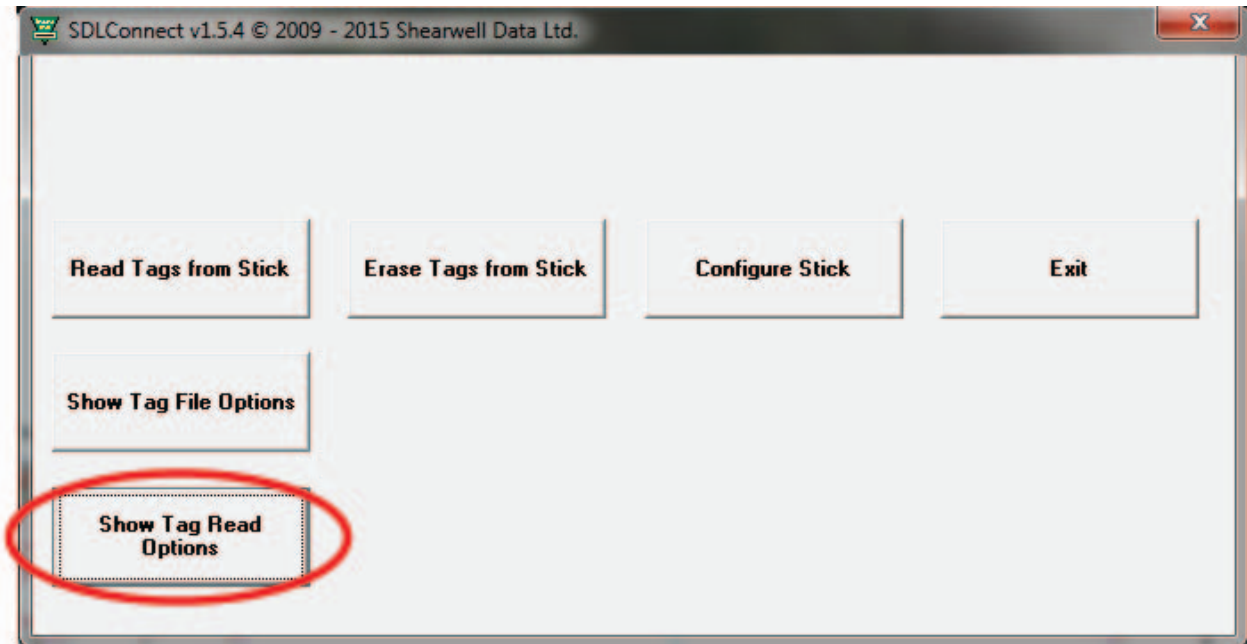 SDLConnect v1.5.4 © 2009 - 2015 Shearwell Data Ltd.
Read Tags from Stick
Erase Tags from Stick
Configure Stick
Exit
Show Tag File Options
Show Tag Read
Options